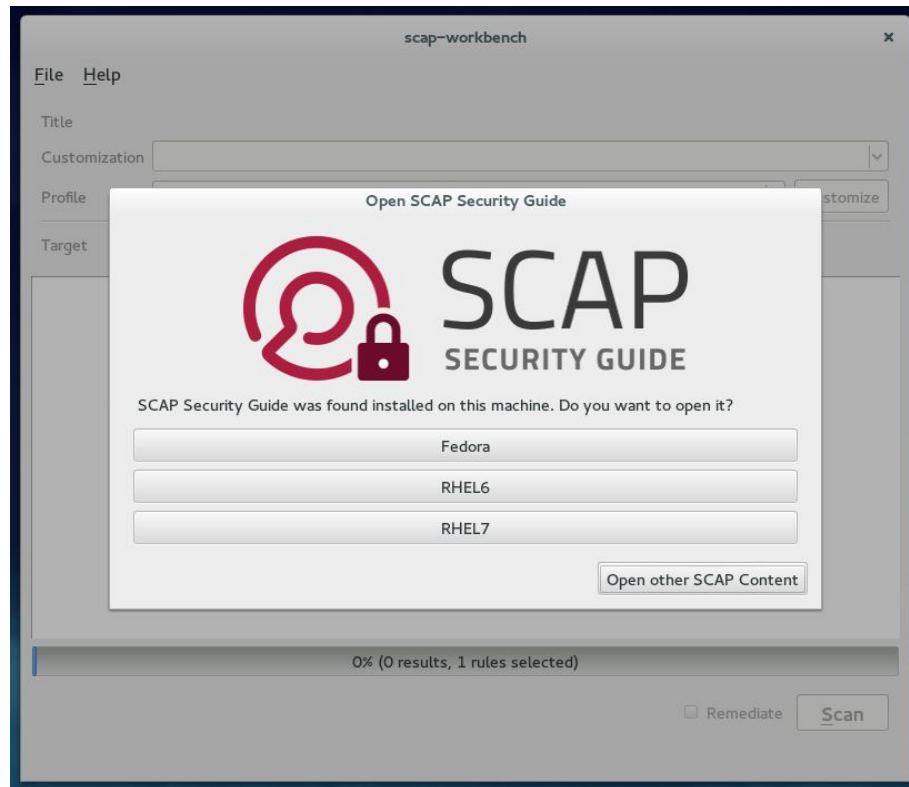 scap-workbench
File Help
Title
Customization
Profile
stomize
Target
Open SCAP Security Guide
SCAP
SECURITY GUIDE
SCAP Security Guide was found installed on this machine. Do you want to open it?
Fedora
RHEL6
RHEL7
Open other SCAP Content
0% (0 results, 1 rules selected)
Remediate Scan